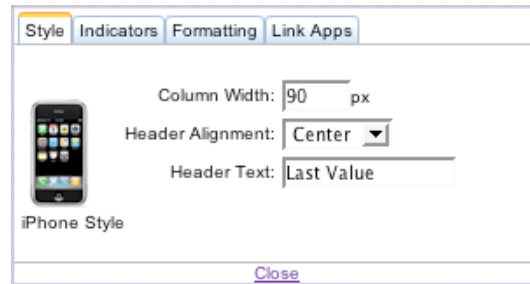 Style Indicators Formatting Link Apps
Column Width: 90 px
Header Alignment: Center
Header Text: Last Value
iPhone Style
Close